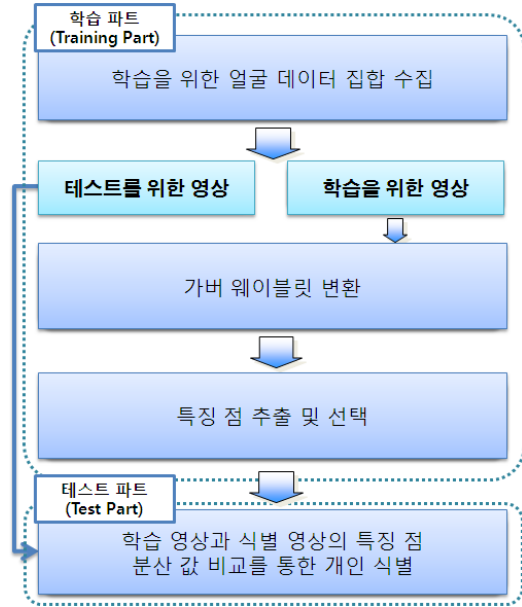 학습 파트
(Training Part)
학습을 위한 얼굴 데이터 집합 수집
테스트를 위한 영상
학습을 위한 영상
가버 웨이블릿 변환
특징 점 추출 및 선택
테스트 파트
(Test Part)
학습 영상과 식별 영상의 특징 점
분산 값 비교를 통한 개인 식별